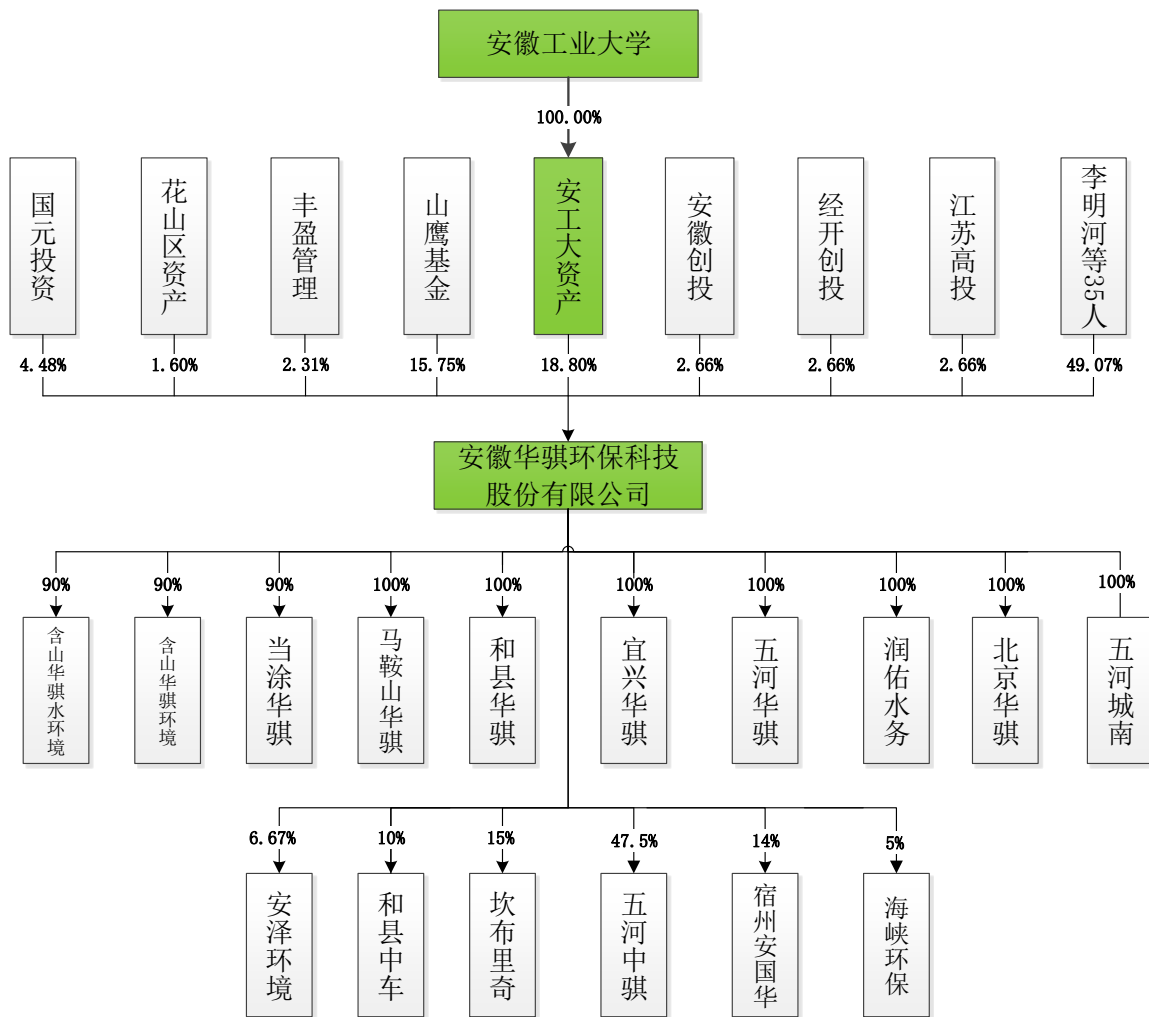 安徽工业大学
100.00%
国元投资
花山区资产
丰盈管理
山鹰基金
安工大资产
安徽创投
经开创投
江苏高投
李明河等35人
4.48%
1.60%
2.31%
15.75%
18.80%
2.66%
2.66%
2.66%
49.07%
安徽华骐环保科技
股份有限公司
90%
90%
90%
100%
100%
100%
100%
100%
100%
100%
含山华骐水环境
含山华骐环境
当涂华骐
马鞍山华骐
和县华骐
宜兴华骐
五河华骐
润佑水务
北京华骐
五河城南
6.67%
10%
15%
47.5%
14%
5%
安泽环境
和县中车
坎布里奇
五河中骐
宿州安国华
海峡环保